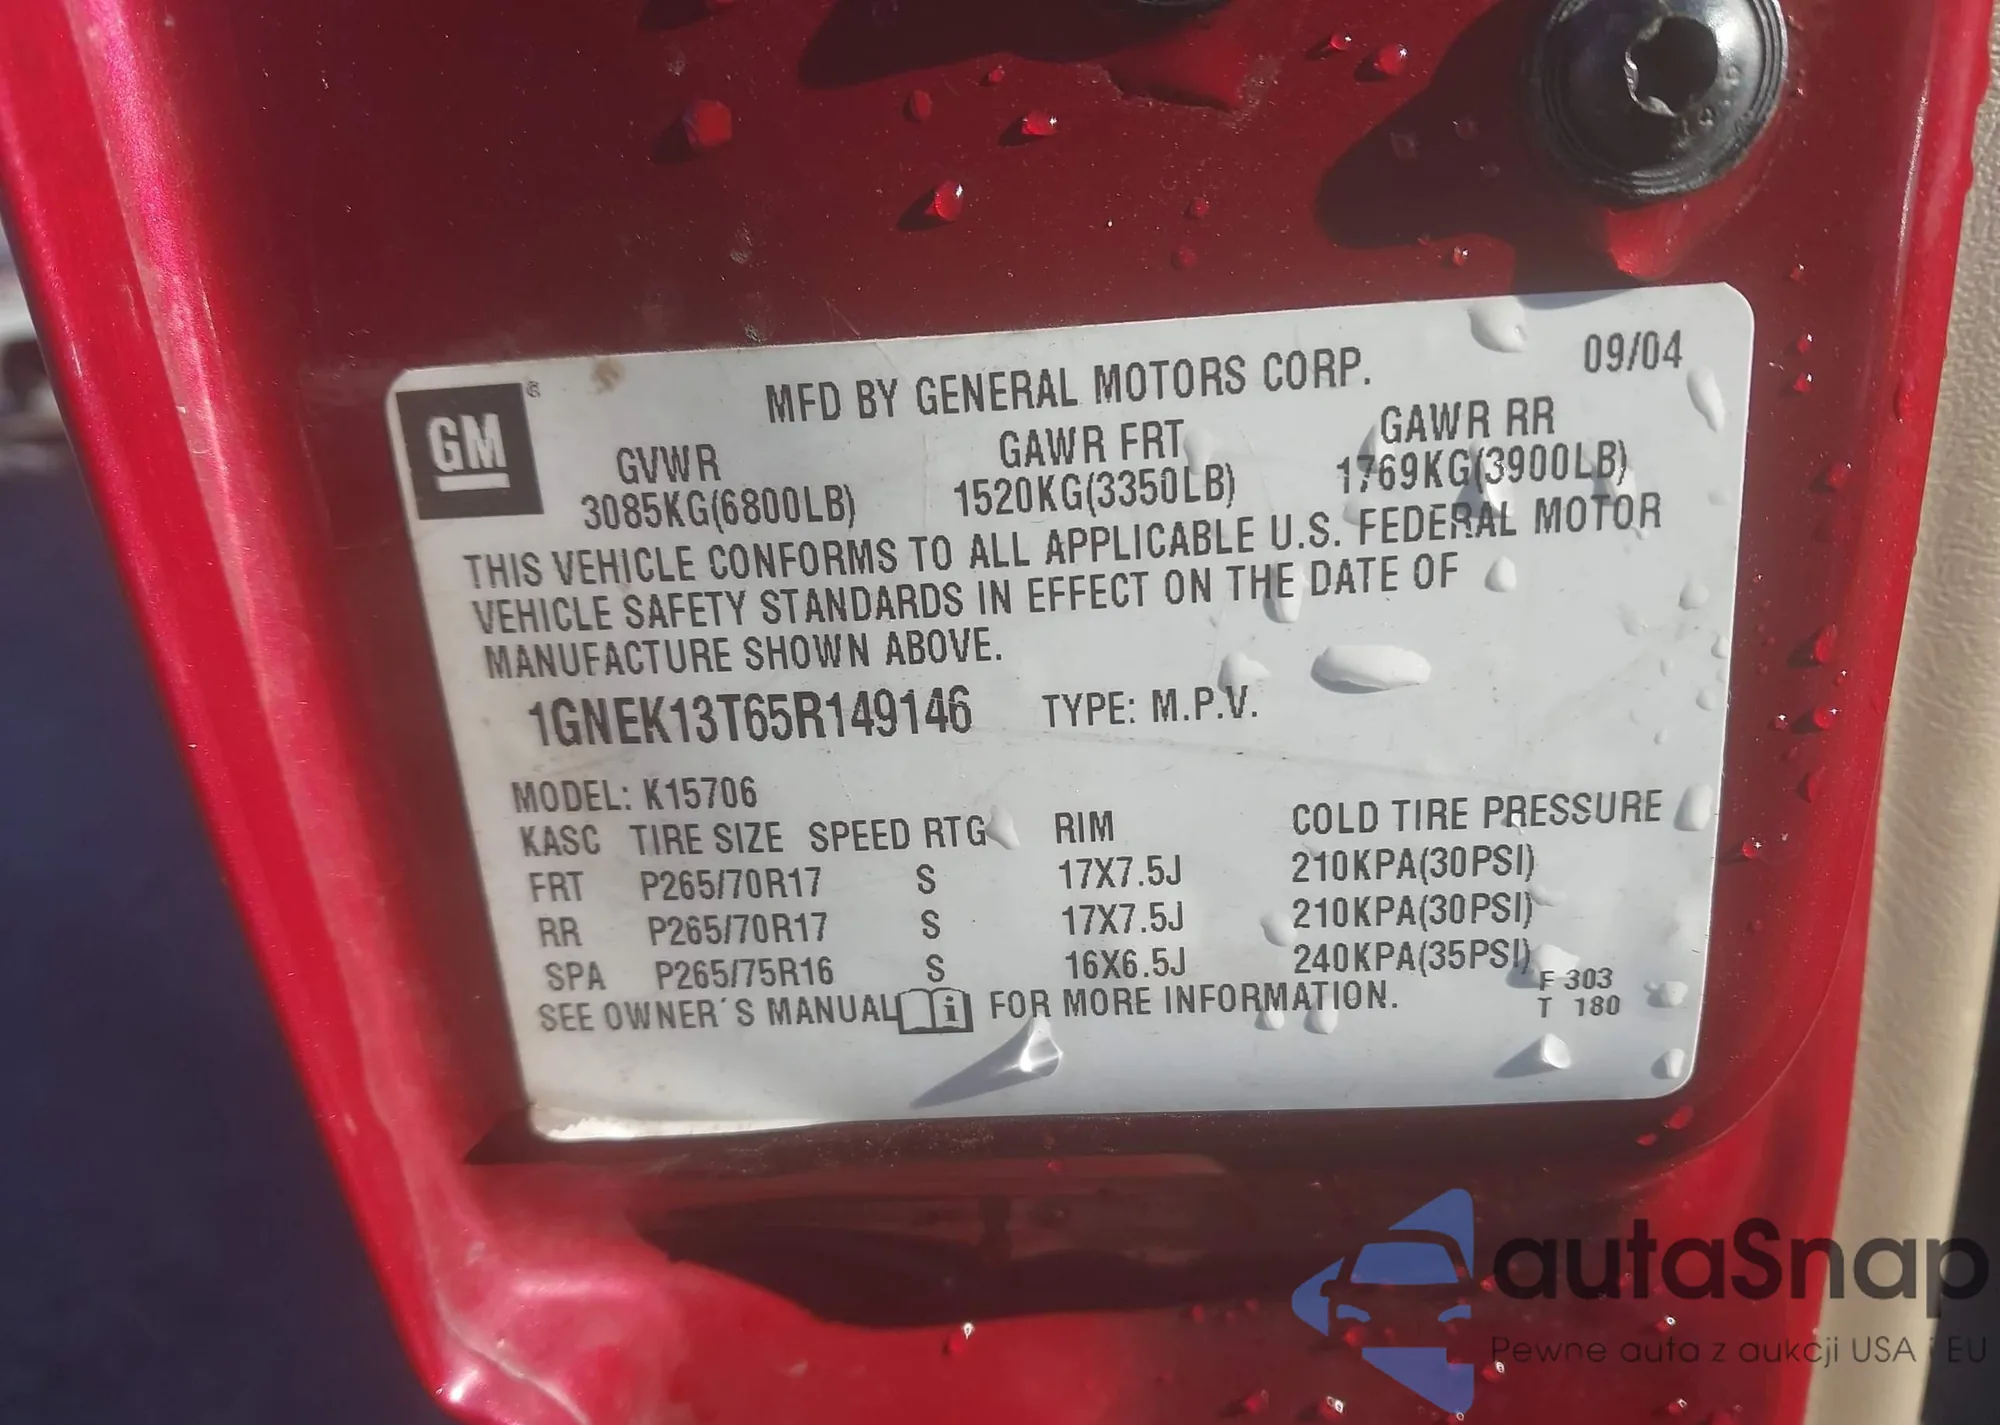 GM
MFD BY GENERAL MOTORS CORP. 09/04
GVWR GAWR FRT GAWR RR
3085KG(6800LB) 1520KG(3350LB) 1769KG(3900LB)
THIS VEHICLE CONFORMS TO ALL APPLICABLE U.S. FEDERAL MOTOR
VEHICLE SAFETY STANDARDS IN EFFECT ON THE DATE OF
MANUFACTURE SHOWN ABOVE.
1GNEK13T65R149146 TYPE: M.P.V.
MODEL: K15706
KASC TIRE SIZE SPEED RTG RIM COLD TIRE PRESSURE
FRT P265/70R17 S 17X7.5J 210KPA(30PSI)
RR P265/70R17 S 17X7.5J 210KPA(30PSI)
SPA P265/75R16 S 16X6.5J 240KPA(35PSI)
SEE OWNER´S MANUAL FOR MORE INFORMATION.
F 303
T 180
autaSnap
Pewne auta z aukcji USA i EU